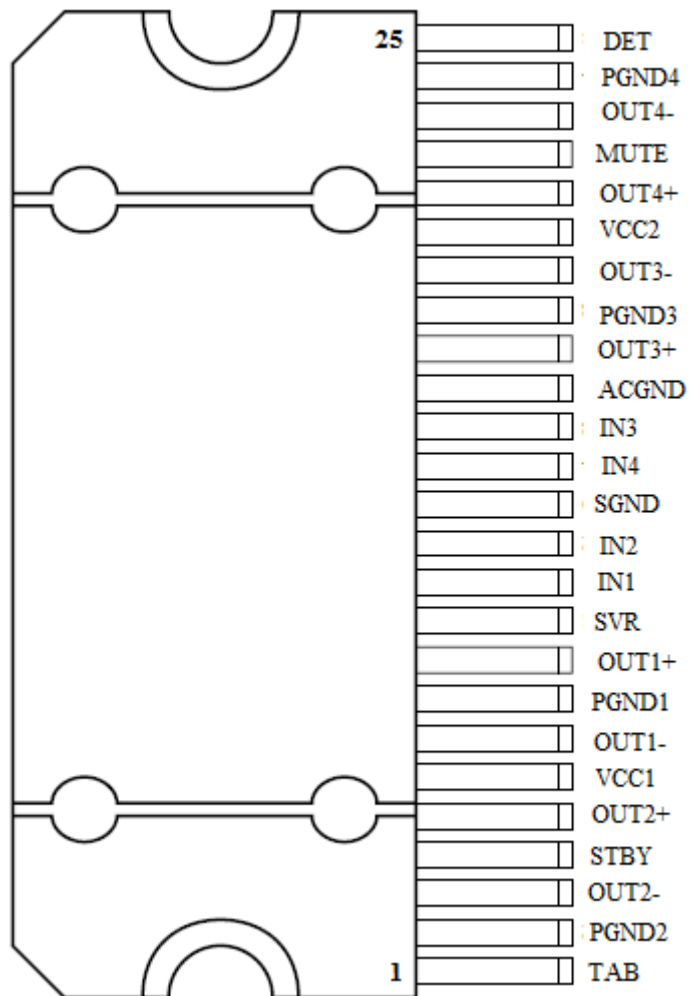 25 DET
PGND4
OUT4-
MUTE
OUT4+
VCC2
OUT3-
PGND3
OUT3+
ACGND
IN3
IN4
SGND
IN2
IN1
SVR
OUT1+
PGND1
OUT1-
VCC1
OUT2+
STBY
OUT2-
PGND2
1 TAB